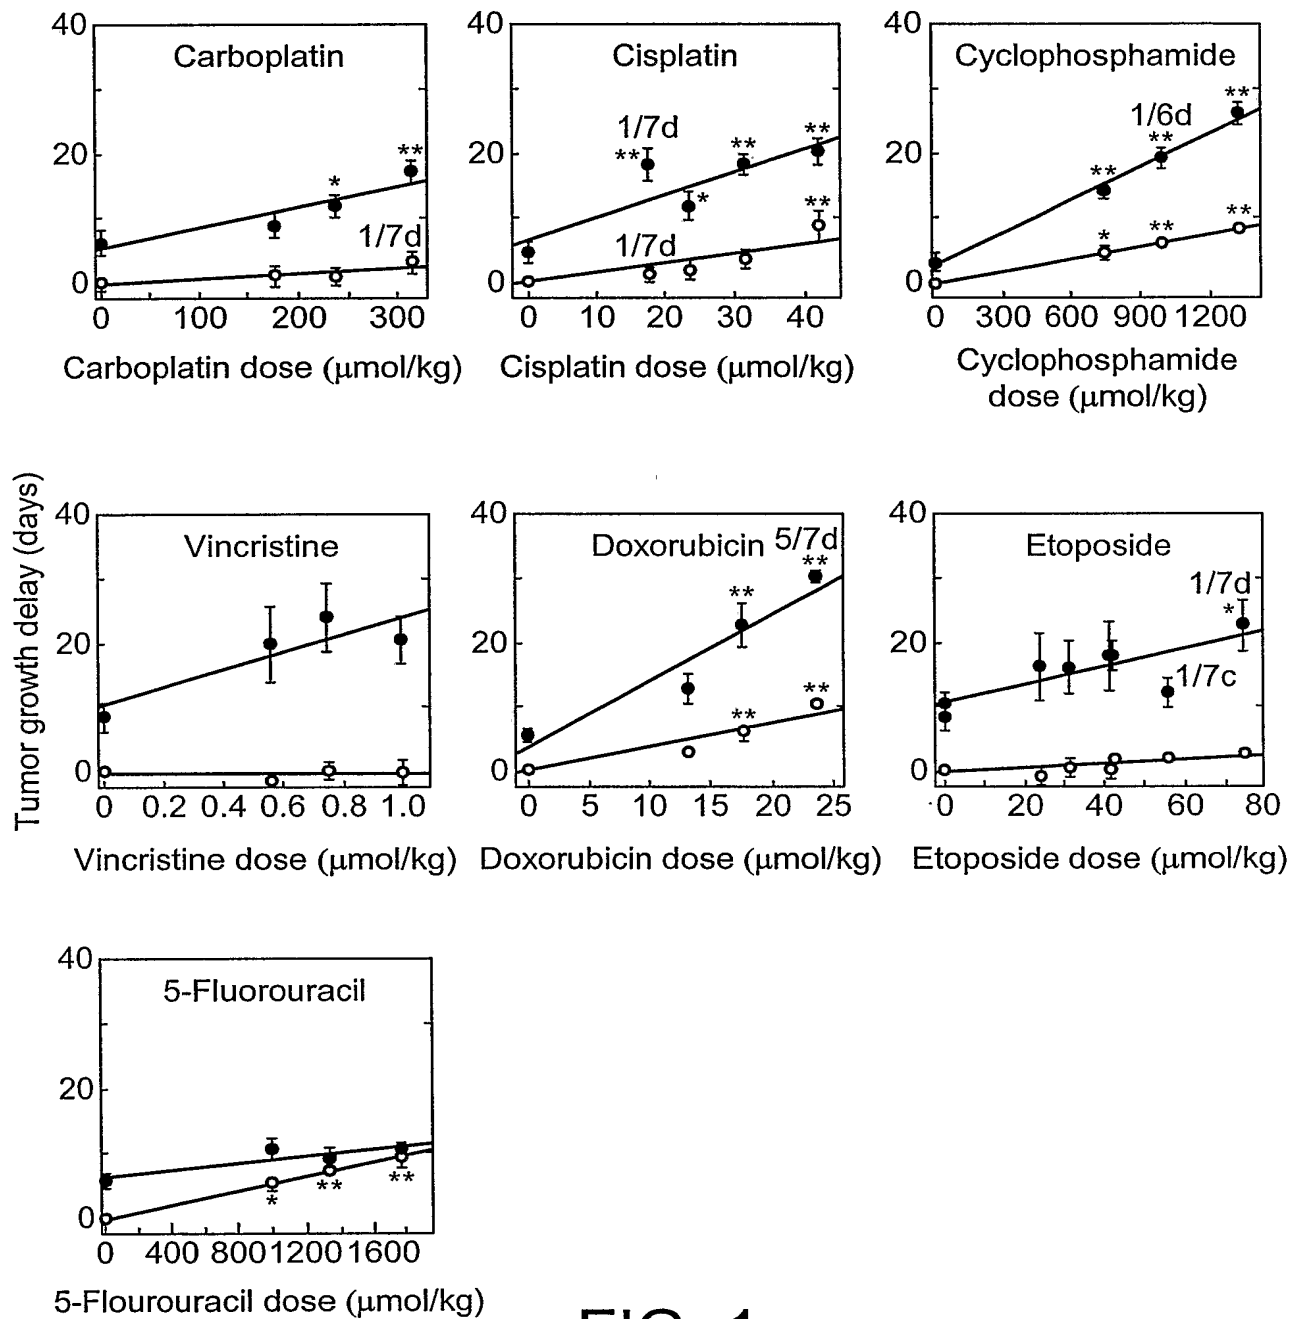 Tumor growth delay (days)
40
Carboplatin
20
**
*
1/7d
0
0 100 200 300
Carboplatin dose (μmol/kg)
40
Cisplatin
1/7d
20
** ** **
*
**
1/7d
0
0 10 20 30 40
Cisplatin dose (μmol/kg)
40
Cyclophosphamide
**
1/6d
**
20
**
**
**
*
0
0 300 600 900 1200
Cyclophosphamide
dose (μmol/kg)
40
Vincristine
20
0
0 0.2 0.4 0.6 0.8 1.0
Vincristine dose (μmol/kg)
40
Doxorubicin 5/7d
**
**
20
**
**
0
0 5 10 15 20 25
Doxorubicin dose (μmol/kg)
40
Etoposide
1/7d
*
20
1/7c
0
0 20 40 60 80
Etoposide dose (μmol/kg)
40
5-Fluorouracil
20
* ** **
0
0 400 800 1200 1600
5-Flourouracil dose (μmol/kg)
FIG. 1